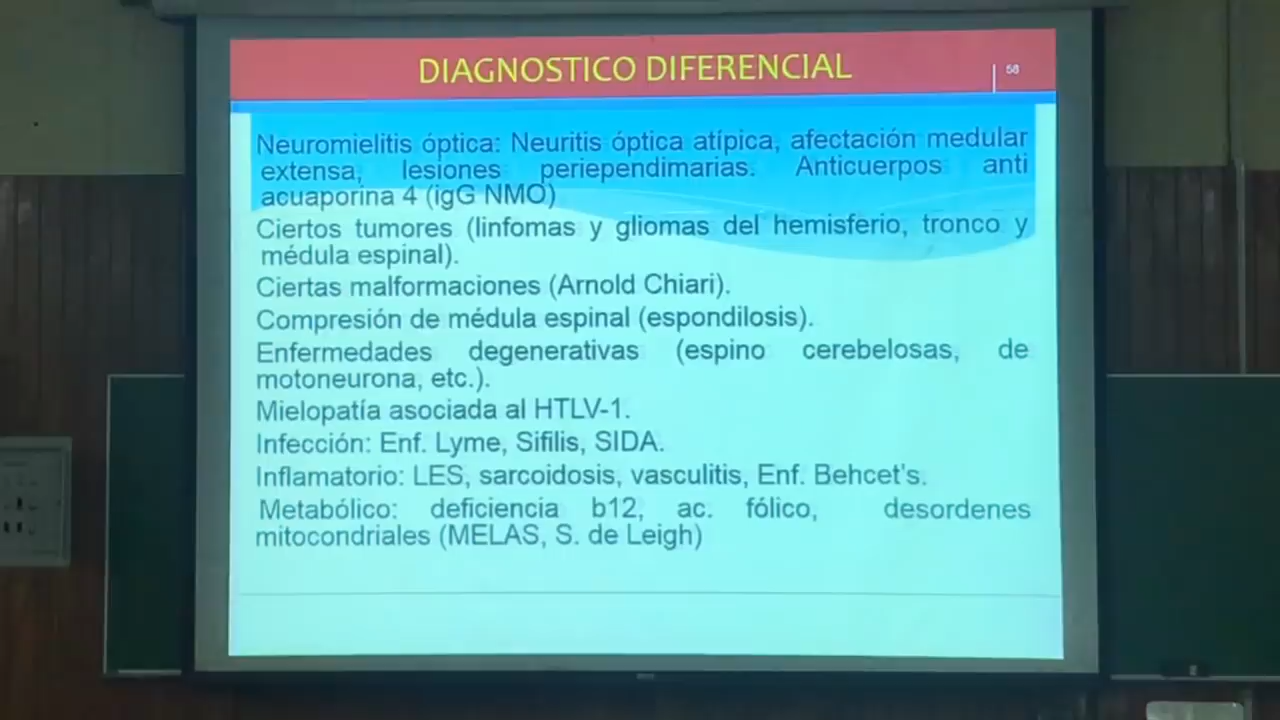 DIAGNOSTICO DIFERENCIAL
58
Neuromielitis óptica: Neuritis óptica atípica, afectación medular
extensa, lesiones periependimarias. Anticuerpos anti
acuaporina 4 (igG NMO)
Ciertos tumores (linfomas y gliomas del hemisferio, tronco y
médula espinal).
Ciertas malformaciones (Arnold Chiari).
Compresión de médula espinal (espondilosis).
Enfermedades degenerativas (espino cerebelosas, de
motoneurona, etc.).
Mielopatía asociada al HTLV-1.
Infección: Enf. Lyme, Sifilis, SIDA.
Inflamatorio: LES, sarcoidosis, vasculitis, Enf. Behcet's.
Metabólico: deficiencia b12, ac. fólico, desordenes
mitocondriales (MELAS, S. de Leigh)